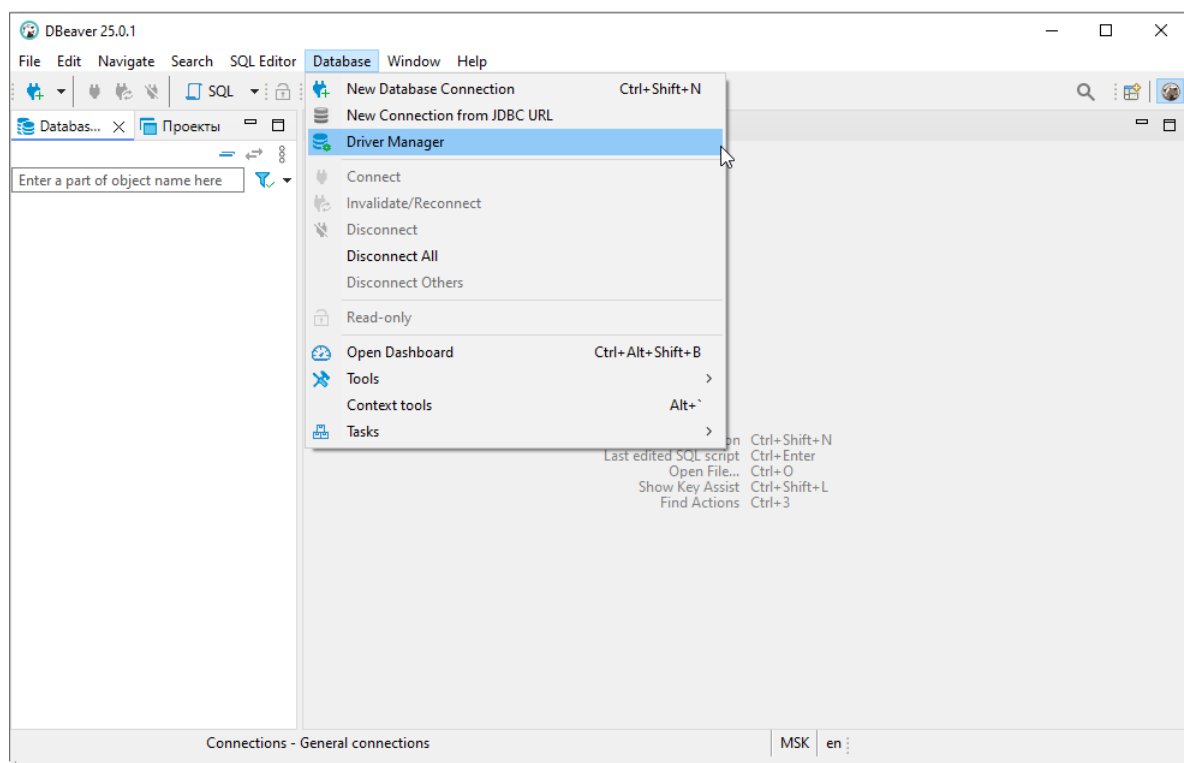 DBeaver 25.0.1
File Edit Navigate Search SQL Editor Database Window Help
SQL
New Database Connection Ctrl+Shift+N
New Connection from JDBC URL
Databas... Проекты
Driver Manager
Enter a part of object name here
Connect
Invalidate/Reconnect
Disconnect
Disconnect All
Disconnect Others
Read-only
Open Dashboard Ctrl+Alt+Shift+B
Tools
Context tools Alt+`
Tasks
Ctrl+Shift+N
Last edited SQL script Ctrl+Enter
Open File... Ctrl+O
Show Key Assist Ctrl+Shift+L
Find Actions Ctrl+3
Connections - General connections MSK en